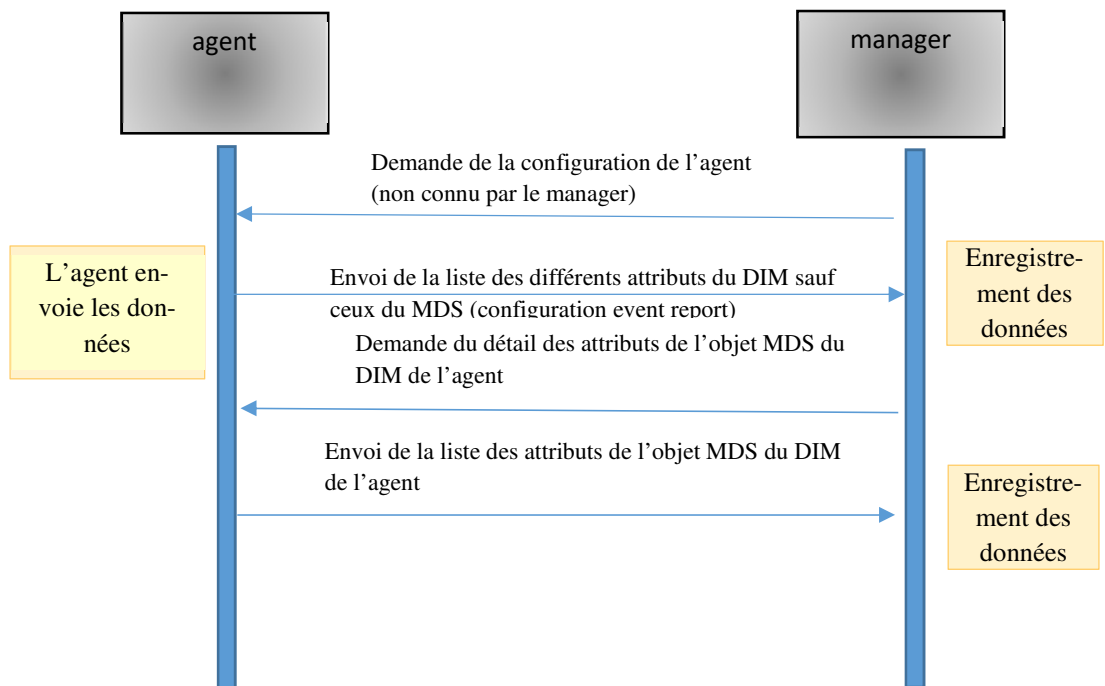 agent
manager
Demande de la configuration de l’agent
(non connu par le manager)
L’agent en-
voie les don-
nées
Envoi de la liste des différents attributs du DIM sauf
ceux du MDS (configuration event report)
Enregistre-
ment des
données
Demande du détail des attributs de l’objet MDS du
DIM de l’agent
Envoi de la liste des attributs de l’objet MDS du DIM
de l’agent
Enregistre-
ment des
données